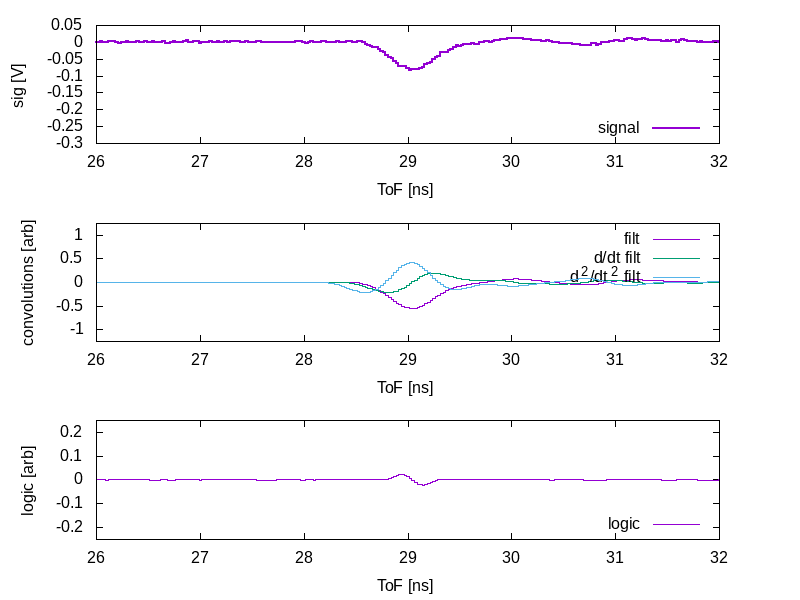 0.05
0
-0.05
-0.1
-0.15
-0.2
-0.25
-0.3
sig [V]
signal
26 27 28 29 30 31 32
ToF [ns]
1
0.5
0
-0.5
-1
convolutions [arb]
filt
d/dt filt
d²/dt² filt
26 27 28 29 30 31 32
ToF [ns]
0.2
0.1
0
-0.1
-0.2
logic [arb]
logic
26 27 28 29 30 31 32
ToF [ns]